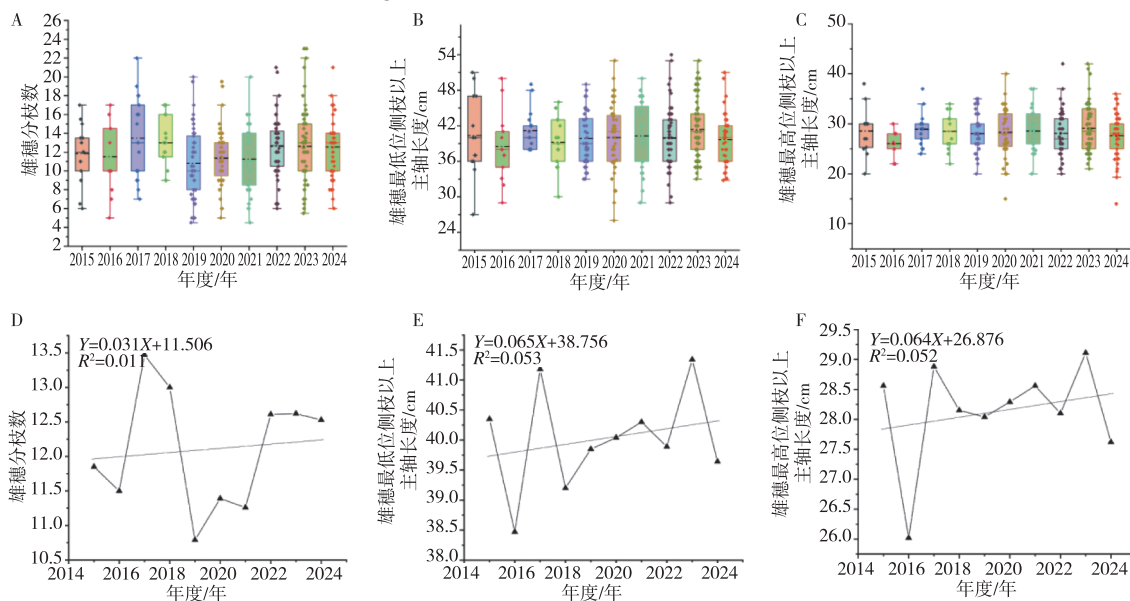 A
雄穗分枝数
26
24
22
20
18
16
14
12
10
8
6
4
2
2015 2016 2017 2018 2019 2020 2021 2022 2023 2024
年度/年
B
雄穗最低位侧枝以上
主轴长度/cm
54
48
42
36
30
24
2015 2016 2017 2018 2019 2020 2021 2022 2023 2024
年度/年
C
雄穗最高位侧枝以上
主轴长度/cm
50
40
30
20
10
2015 2016 2017 2018 2019 2020 2021 2022 2023 2024
年度/年
D
Y=0.031X+11.506
R²=0.011
雄穗分枝数
13.5
13.0
12.5
12.0
11.5
11.0
10.5
2014 2016 2018 2020 2022 2024
年度/年
E
Y=0.065X+38.756
R²=0.053
雄穗最低位侧枝以上
主轴长度/cm
41.5
41.0
40.5
40.0
39.5
39.0
38.5
38.0
2014 2016 2018 2020 2022 2024
年度/年
F
Y=0.064X+26.876
R²=0.052
雄穗最高位侧枝以上
主轴长度/cm
29.5
29.0
28.5
28.0
27.5
27.0
26.5
26.0
2014 2016 2018 2020 2022 2024
年度/年